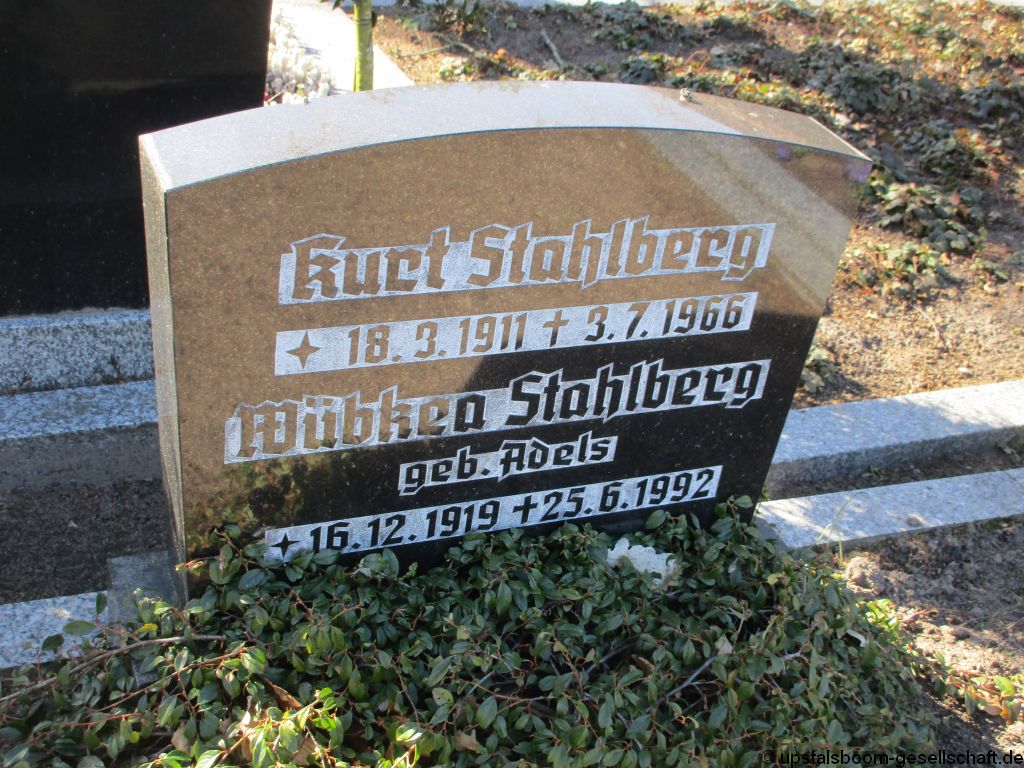 Kurt Stahlberg
✦ 18.3.1911 ✝ 3.7.1966
Wübkea Stahlberg
geb. Adels
✦ 16.12.1919 ✝ 25.6.1992
© upstalsboom-gesellschaft.de